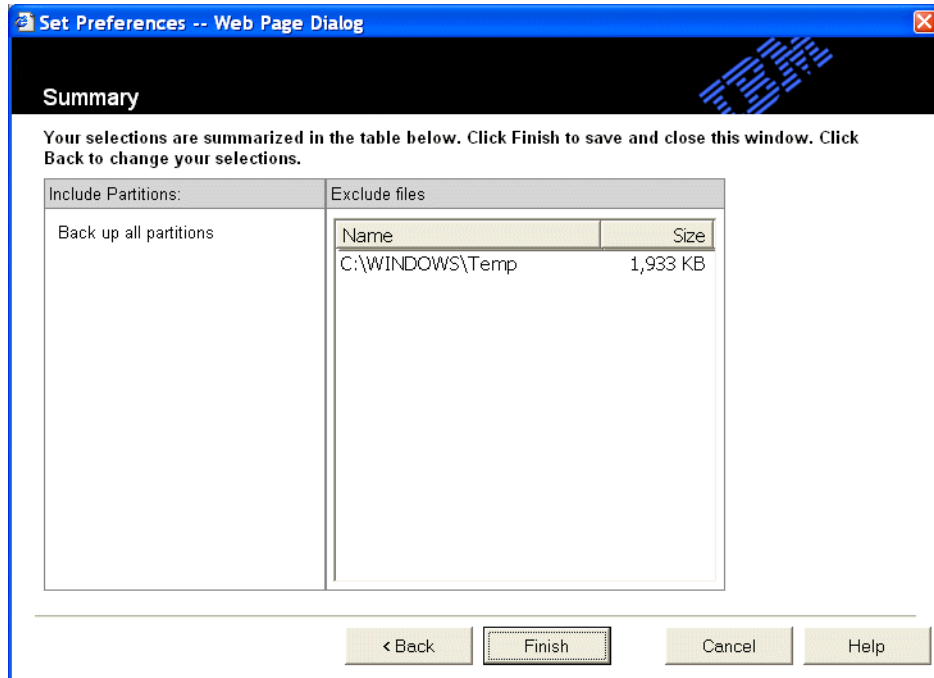 Set Preferences -- Web Page Dialog
IBM
Summary
Your selections are summarized in the table below. Click Finish to save and close this window. Click
Back to change your selections.
Include Partitions:
Exclude files
Back up all partitions
Name Size
C:\WINDOWS\Temp 1,933 KB
< Back Finish Cancel Help